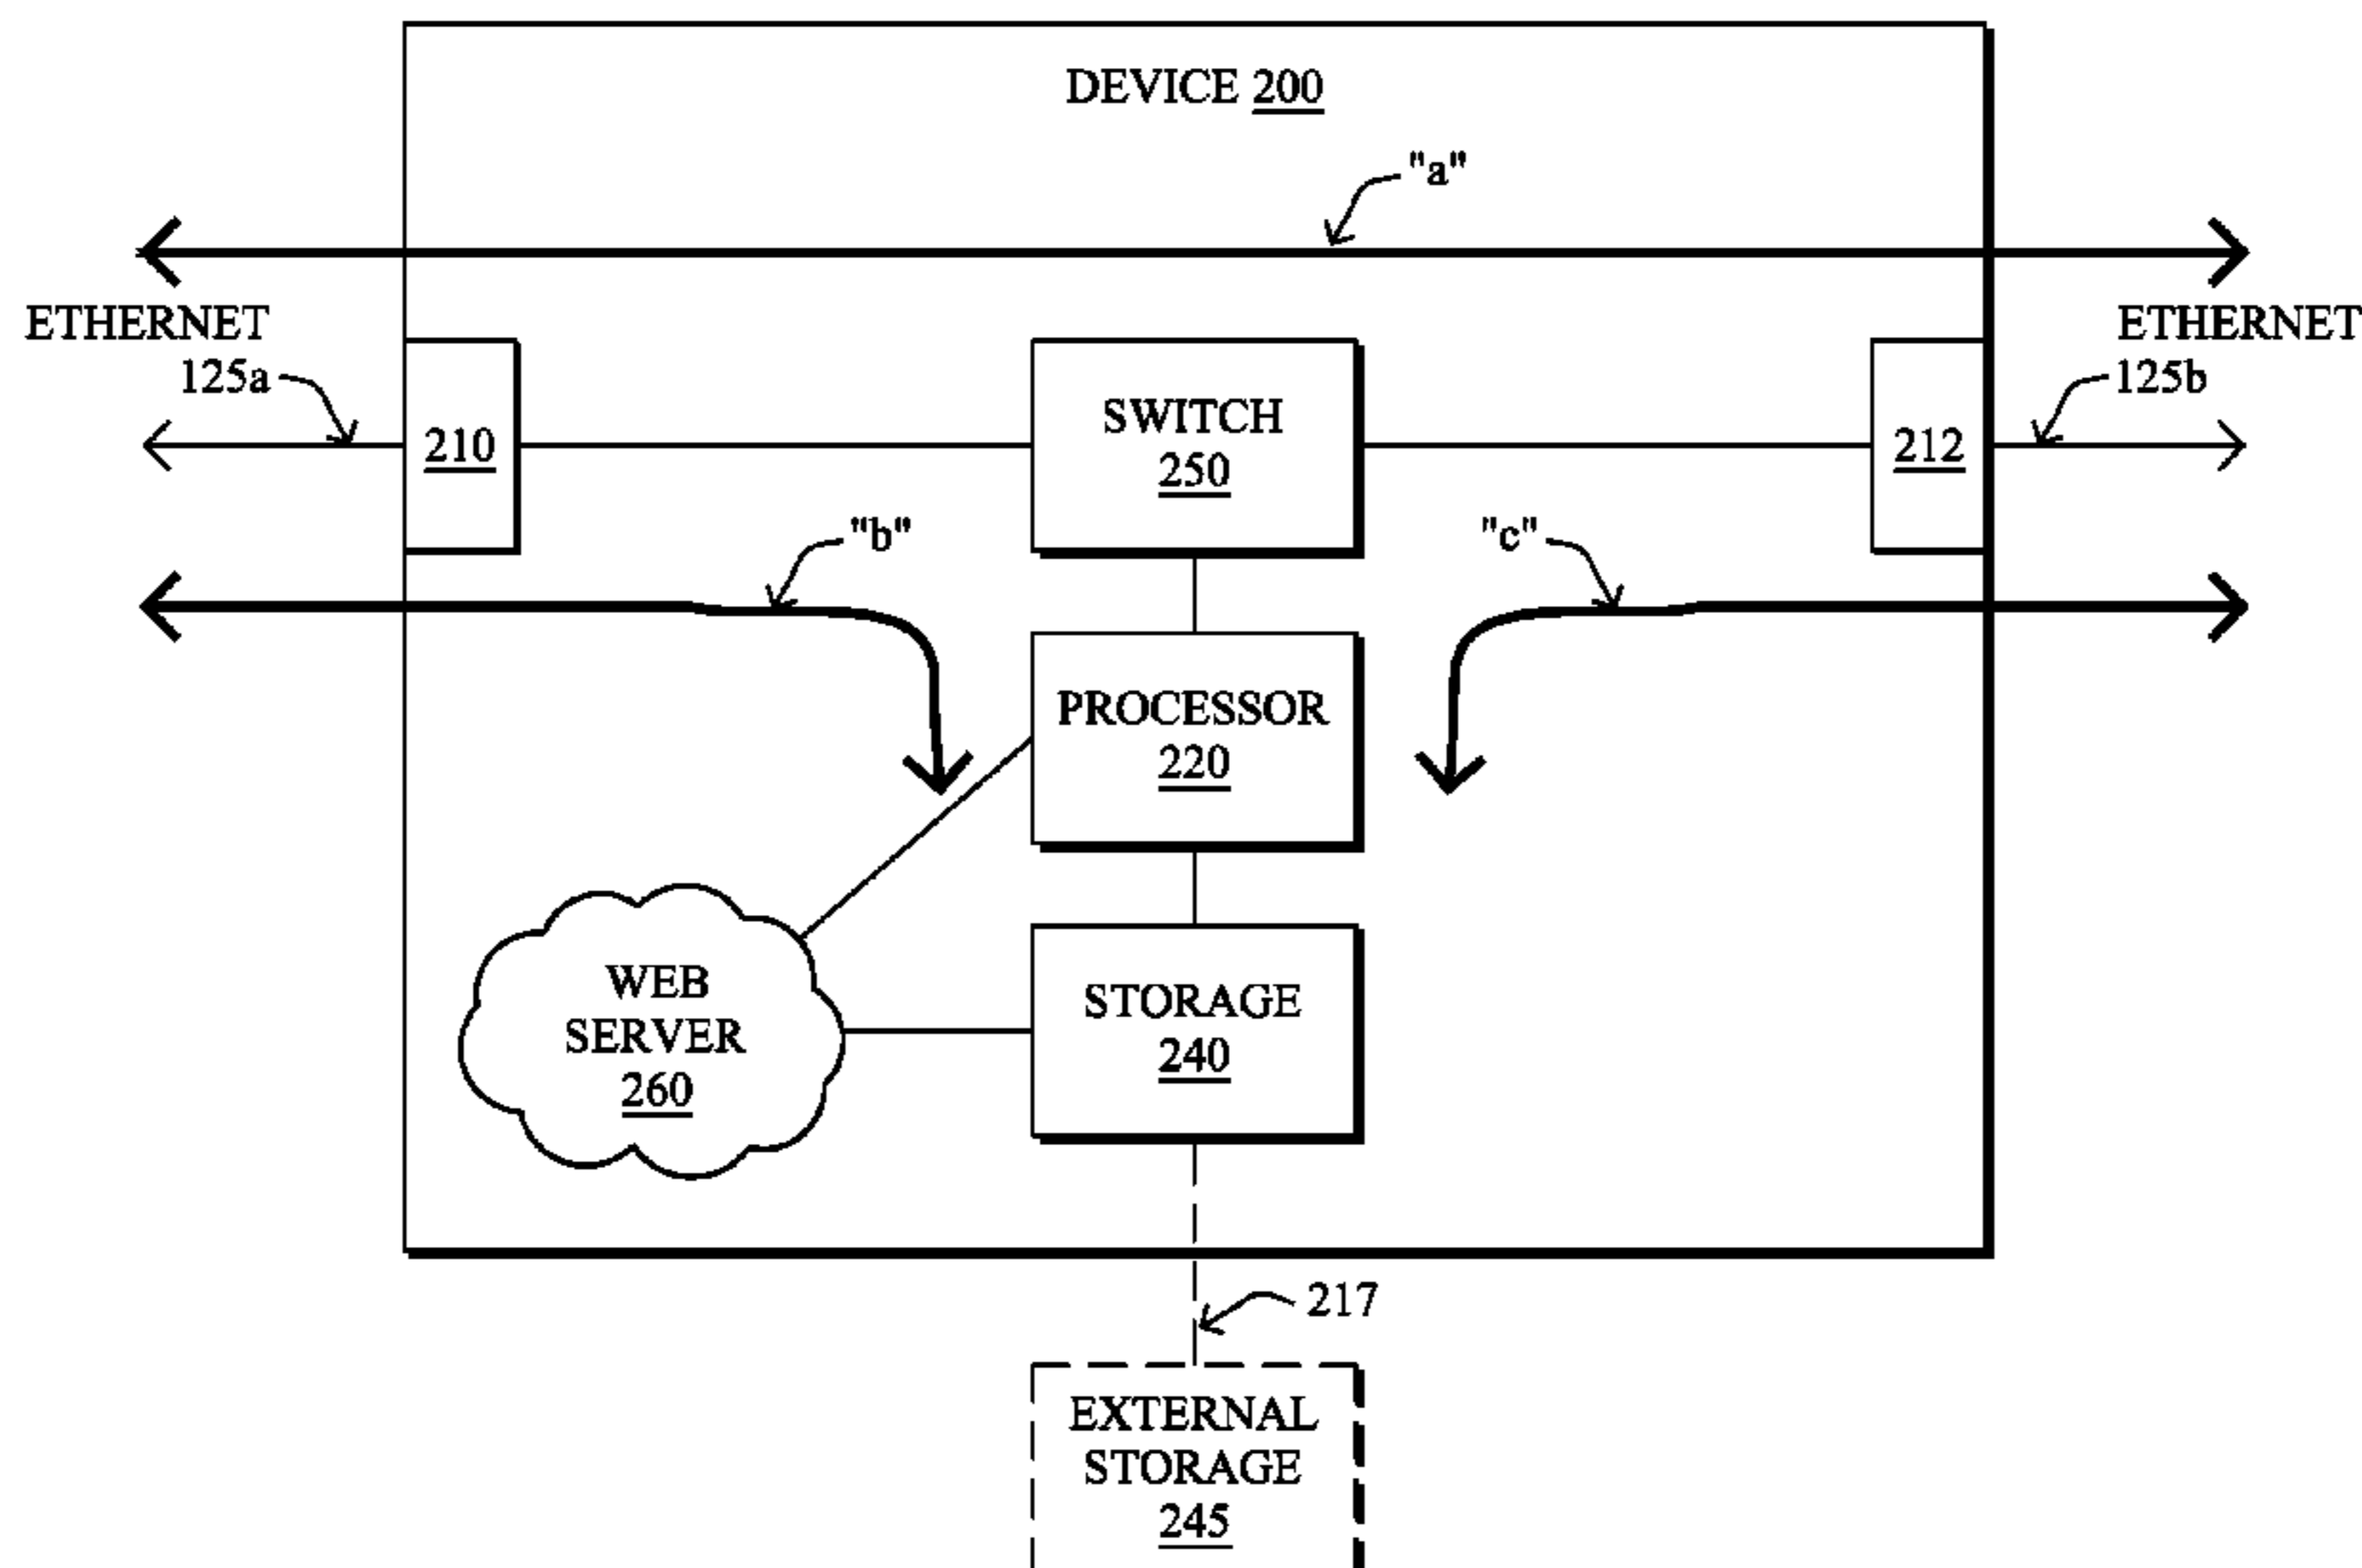 DEVICE 200
"a"
ETHERNET
125a
ETHERNET
125b
210
SWITCH
250
212
"b"
"c"
PROCESSOR
220
WEB
SERVER
260
STORAGE
240
217
EXTERNAL
STORAGE
245